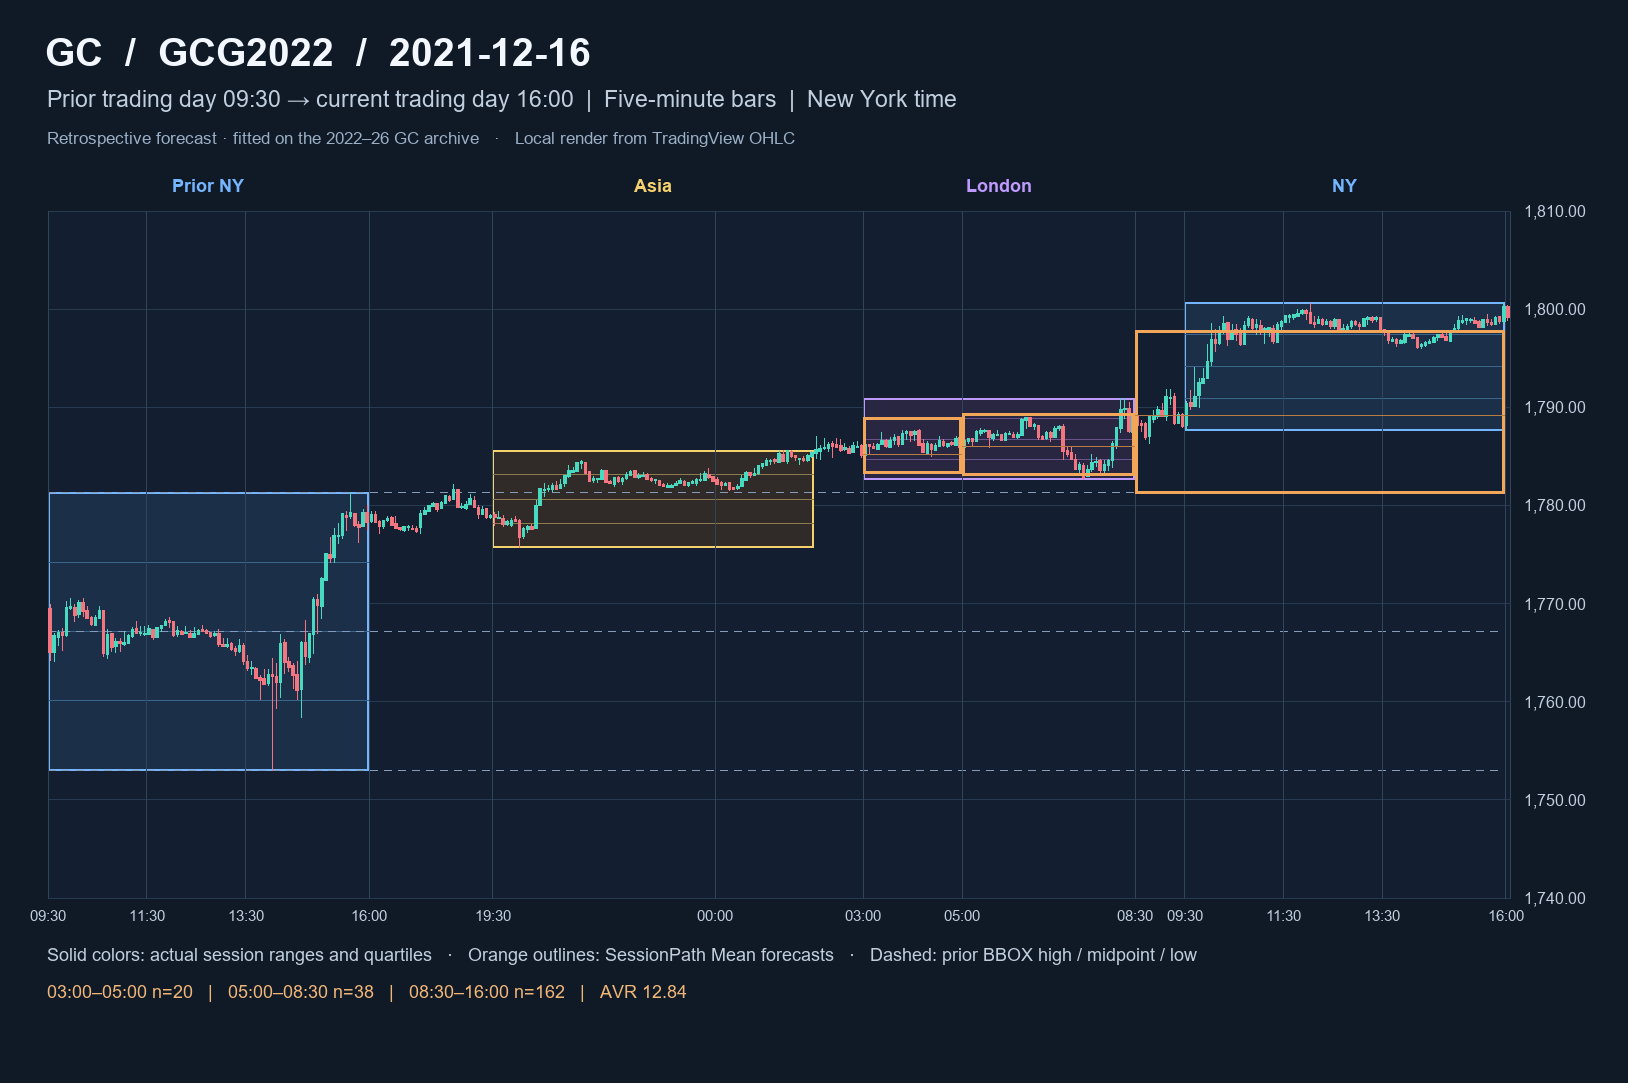 GC / GCG2022 / 2021-12-16
Prior trading day 09:30 → current trading day 16:00 | Five-minute bars | New York time
Retrospective forecast · fitted on the 2022–26 GC archive · Local render from TradingView OHLC
Prior NY Asia London NY
1,810.00
1,800.00
1,790.00
1,780.00
1,770.00
1,760.00
1,750.00
1,740.00
09:30 11:30 13:30 16:00 19:30 00:00 03:00 05:00 08:30 09:30 11:30 13:30 16:00
Solid colors: actual session ranges and quartiles · Orange outlines: SessionPath Mean forecasts · Dashed: prior BBOX high / midpoint / low
03:00–05:00 n=20 | 05:00–08:30 n=38 | 08:30–16:00 n=162 | AVR 12.84